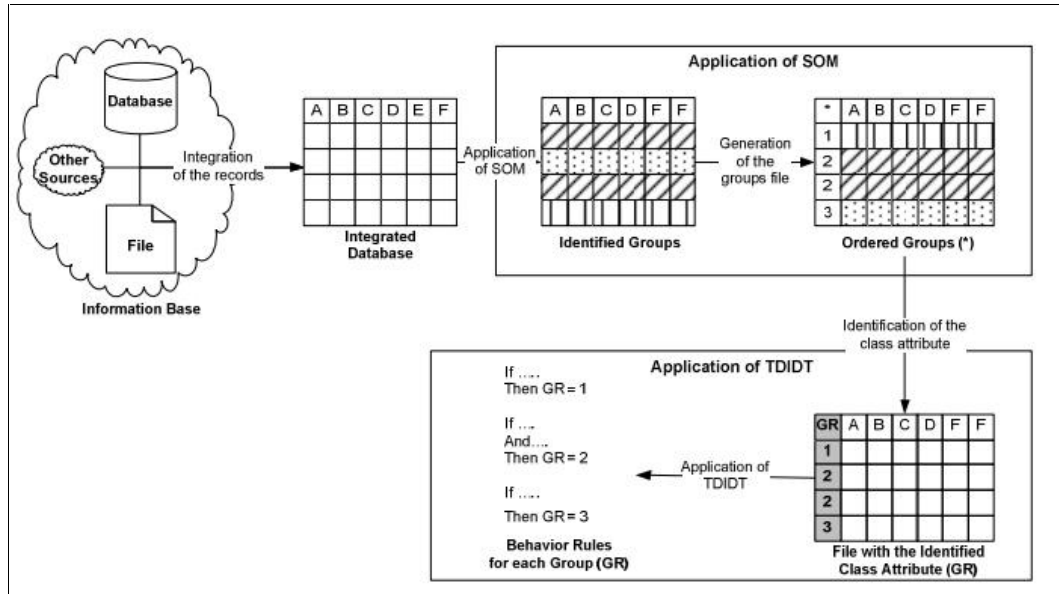 Database
Other
Sources
File
Information Base
Integration
of the records
A B C D E F
Integrated
Database
Application
of SOM
Application of SOM
A B C D F F
Identified Groups
Generation
of the
groups file
* A B C D F F
1
2
2
3
Ordered Groups (*)
Identification of the
class attribute
Application of TDIDT
If .....
Then GR = 1
If ....
And....
Then GR = 2
If .....
Then GR = 3
Behavior Rules
for each Group (GR)
Application of
TDIDT
GR A B C D F F
1
2
2
3
File with the Identified
Class Attribute (GR)